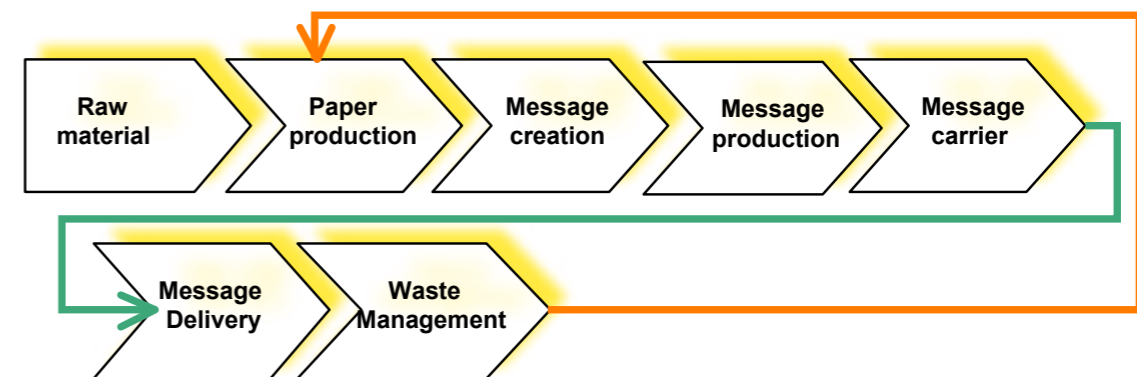 Raw
material
Paper
production
Message
creation
Message
production
Message
carrier
Message
Delivery
Waste
Management